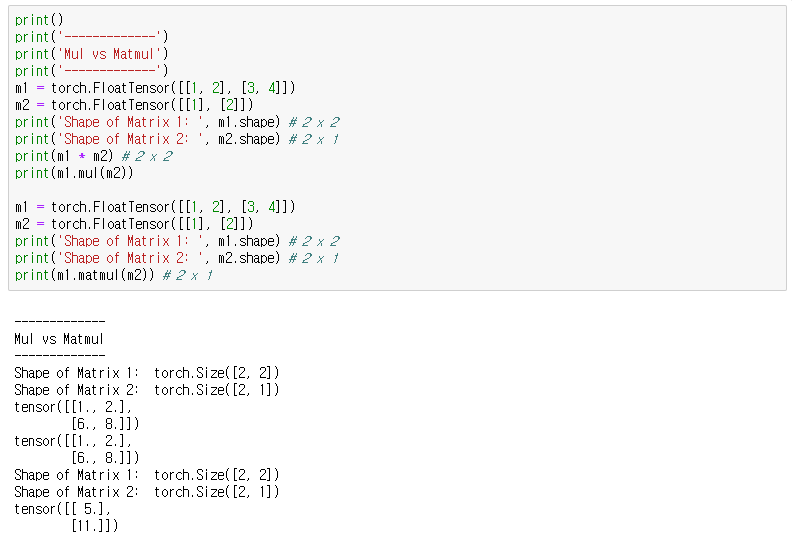 print()
print('-------------')
print('Mul vs Matmul')
print('-------------')
m1 = torch.FloatTensor([[1, 2], [3, 4]])
m2 = torch.FloatTensor([[1], [2]])
print('Shape of Matrix 1: ', m1.shape) # 2 x 2
print('Shape of Matrix 2: ', m2.shape) # 2 x 1
print(m1 * m2) # 2 x 2
print(m1.mul(m2))
m1 = torch.FloatTensor([[1, 2], [3, 4]])
m2 = torch.FloatTensor([[1], [2]])
print('Shape of Matrix 1: ', m1.shape) # 2 x 2
print('Shape of Matrix 2: ', m2.shape) # 2 x 1
print(m1.matmul(m2)) # 2 x 1
-------------
Mul vs Matmul
-------------
Shape of Matrix 1:  torch.Size([2, 2])
Shape of Matrix 2:  torch.Size([2, 1])
tensor([[1., 2.],
        [6., 8.]])
tensor([[1., 2.],
        [6., 8.]])
Shape of Matrix 1:  torch.Size([2, 2])
Shape of Matrix 2:  torch.Size([2, 1])
tensor([[ 5.],
        [11.]])